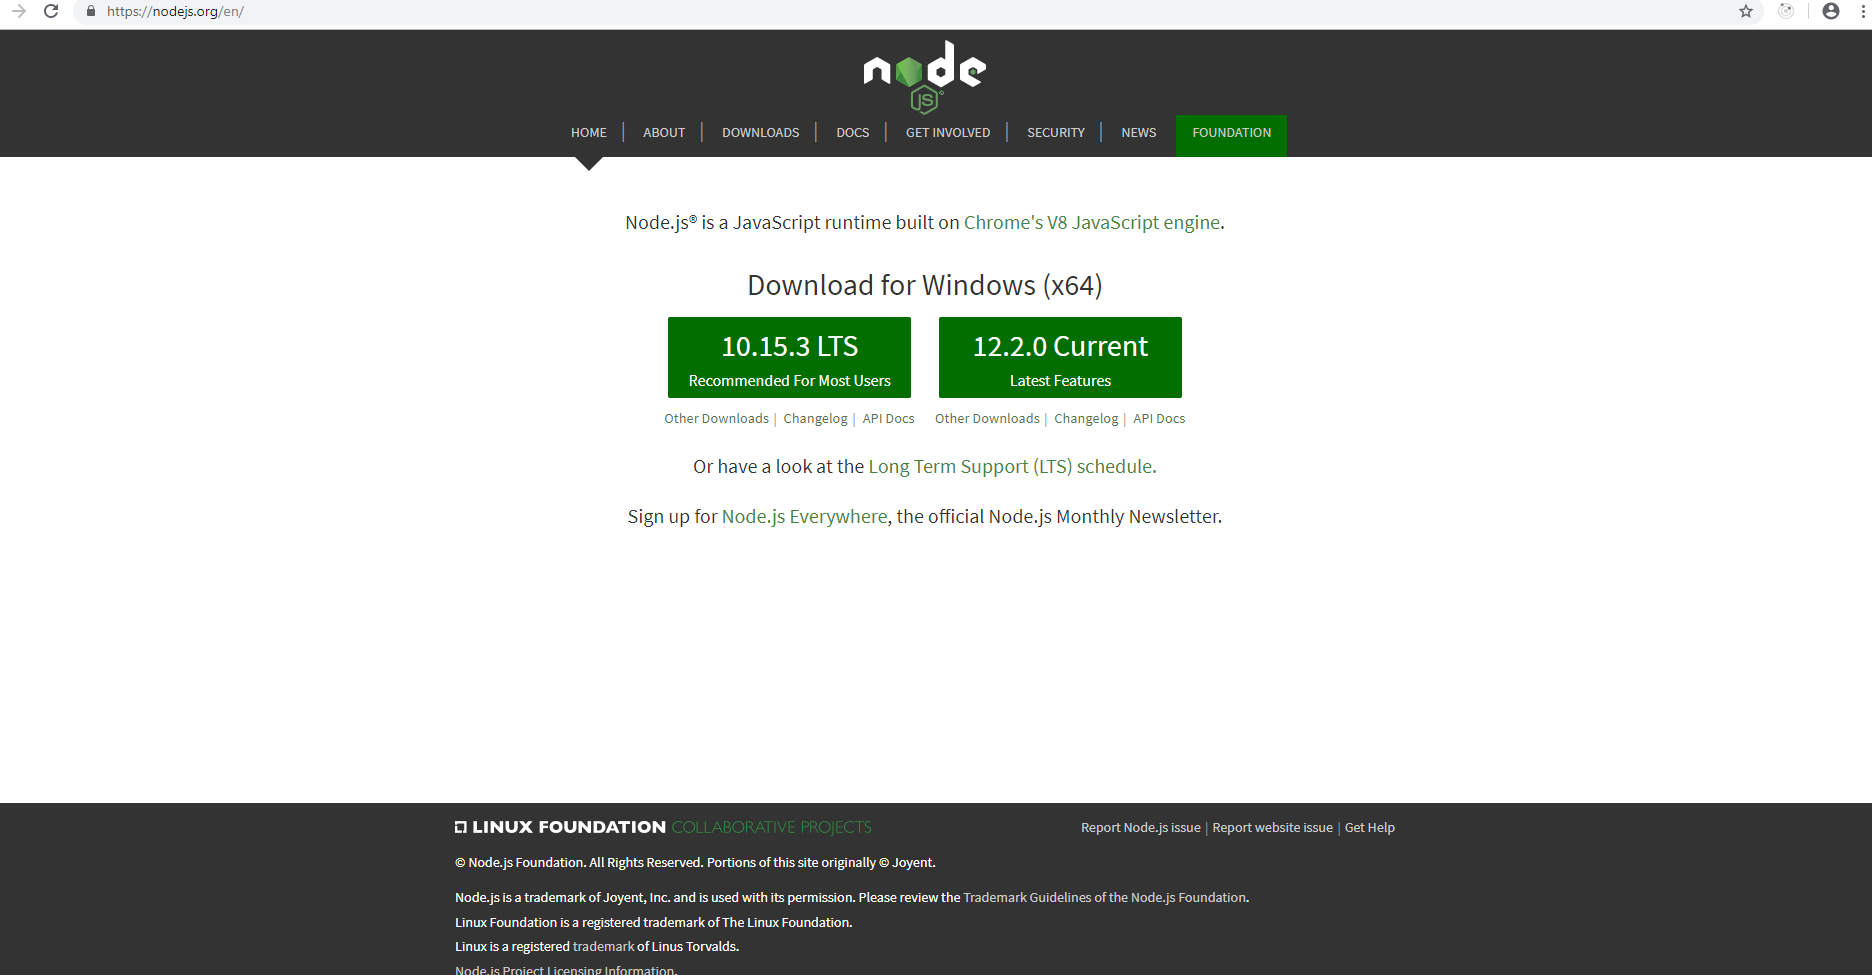 https://nodejs.org/en/
node
JS
HOME | ABOUT | DOWNLOADS | DOCS | GET INVOLVED | SECURITY | NEWS FOUNDATION
Node.js® is a JavaScript runtime built on Chrome's V8 JavaScript engine.
Download for Windows (x64)
10.15.3 LTS
Recommended For Most Users
12.2.0 Current
Latest Features
Other Downloads | Changelog | API Docs
Other Downloads | Changelog | API Docs
Or have a look at the Long Term Support (LTS) schedule.
Sign up for Node.js Everywhere, the official Node.js Monthly Newsletter.
LINUX FOUNDATION COLLABORATIVE PROJECTS
Report Node.js issue | Report website issue | Get Help
© Node.js Foundation. All Rights Reserved. Portions of this site originally © Joyent.
Node.js is a trademark of Joyent, Inc. and is used with its permission. Please review the Trademark Guidelines of the Node.js Foundation.
Linux Foundation is a registered trademark of The Linux Foundation.
Linux is a registered trademark of Linus Torvalds.
Node.js Project Licensing Information.